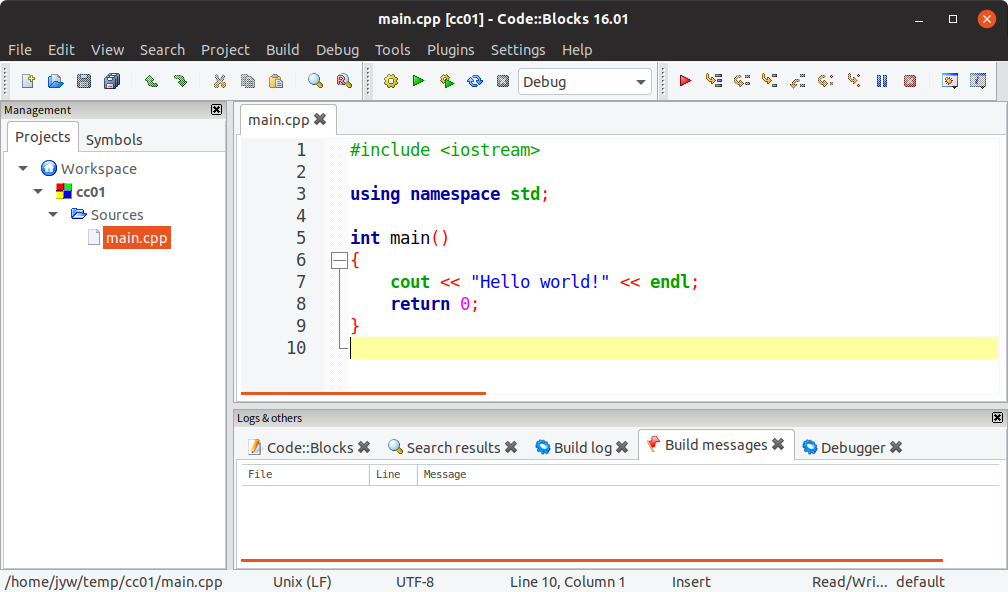 main.cpp [cc01] - Code::Blocks 16.01
File Edit View Search Project Build Debug Tools Plugins Settings Help
Debug
Management
Projects Symbols
Workspace
cc01
Sources
main.cpp
main.cpp
1 #include <iostream>
2
3 using namespace std;
4
5 int main()
6 {
7 cout << "Hello world!" << endl;
8 return 0;
9 }
10
Logs & others
Code::Blocks Search results Build log Build messages Debugger
File Line Message
/home/jyw/temp/cc01/main.cpp Unix (LF) UTF-8 Line 10, Column 1 Insert Read/Wri... default